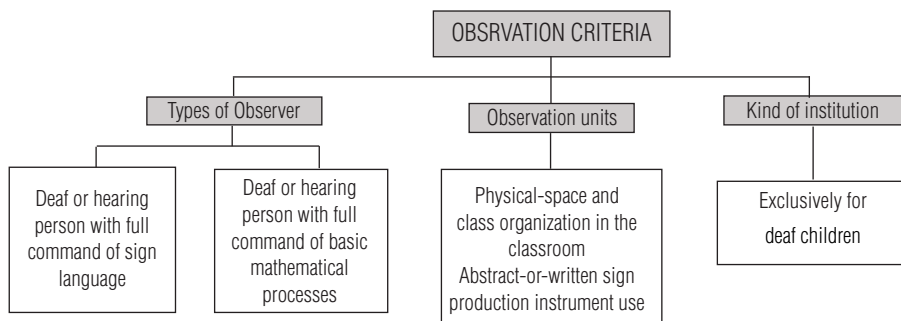 OBSRVATION CRITERIA
Types of Observer
Observation units
Kind of institution
Deaf or hearing
person with full
command of sign
language
Deaf or hearing
person with full
command of basic
mathematical
processes
Physical-space and
class organization in the
classroom
Abstract-or-written sign
production instrument use
Exclusively for
deaf children